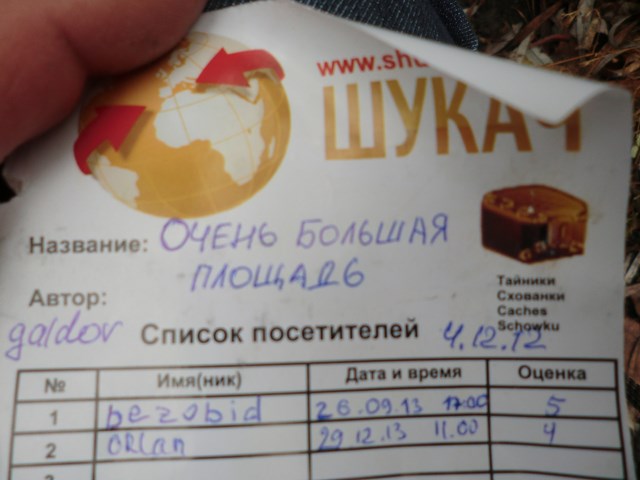 www.shu
ШУКАЧ
Название: ОЧЕНЬ БОЛЬШАЯ
ПЛОЩАДЬ
Тайники
Схованки
Caches
Schowku
Автор:
galdov
Список посетителей 4.12.12
№ Имя(ник) Дата и время Оценка
1 bezobid 26.09.13 17:00 5
2 ORlan 29 12.13 11.00 4